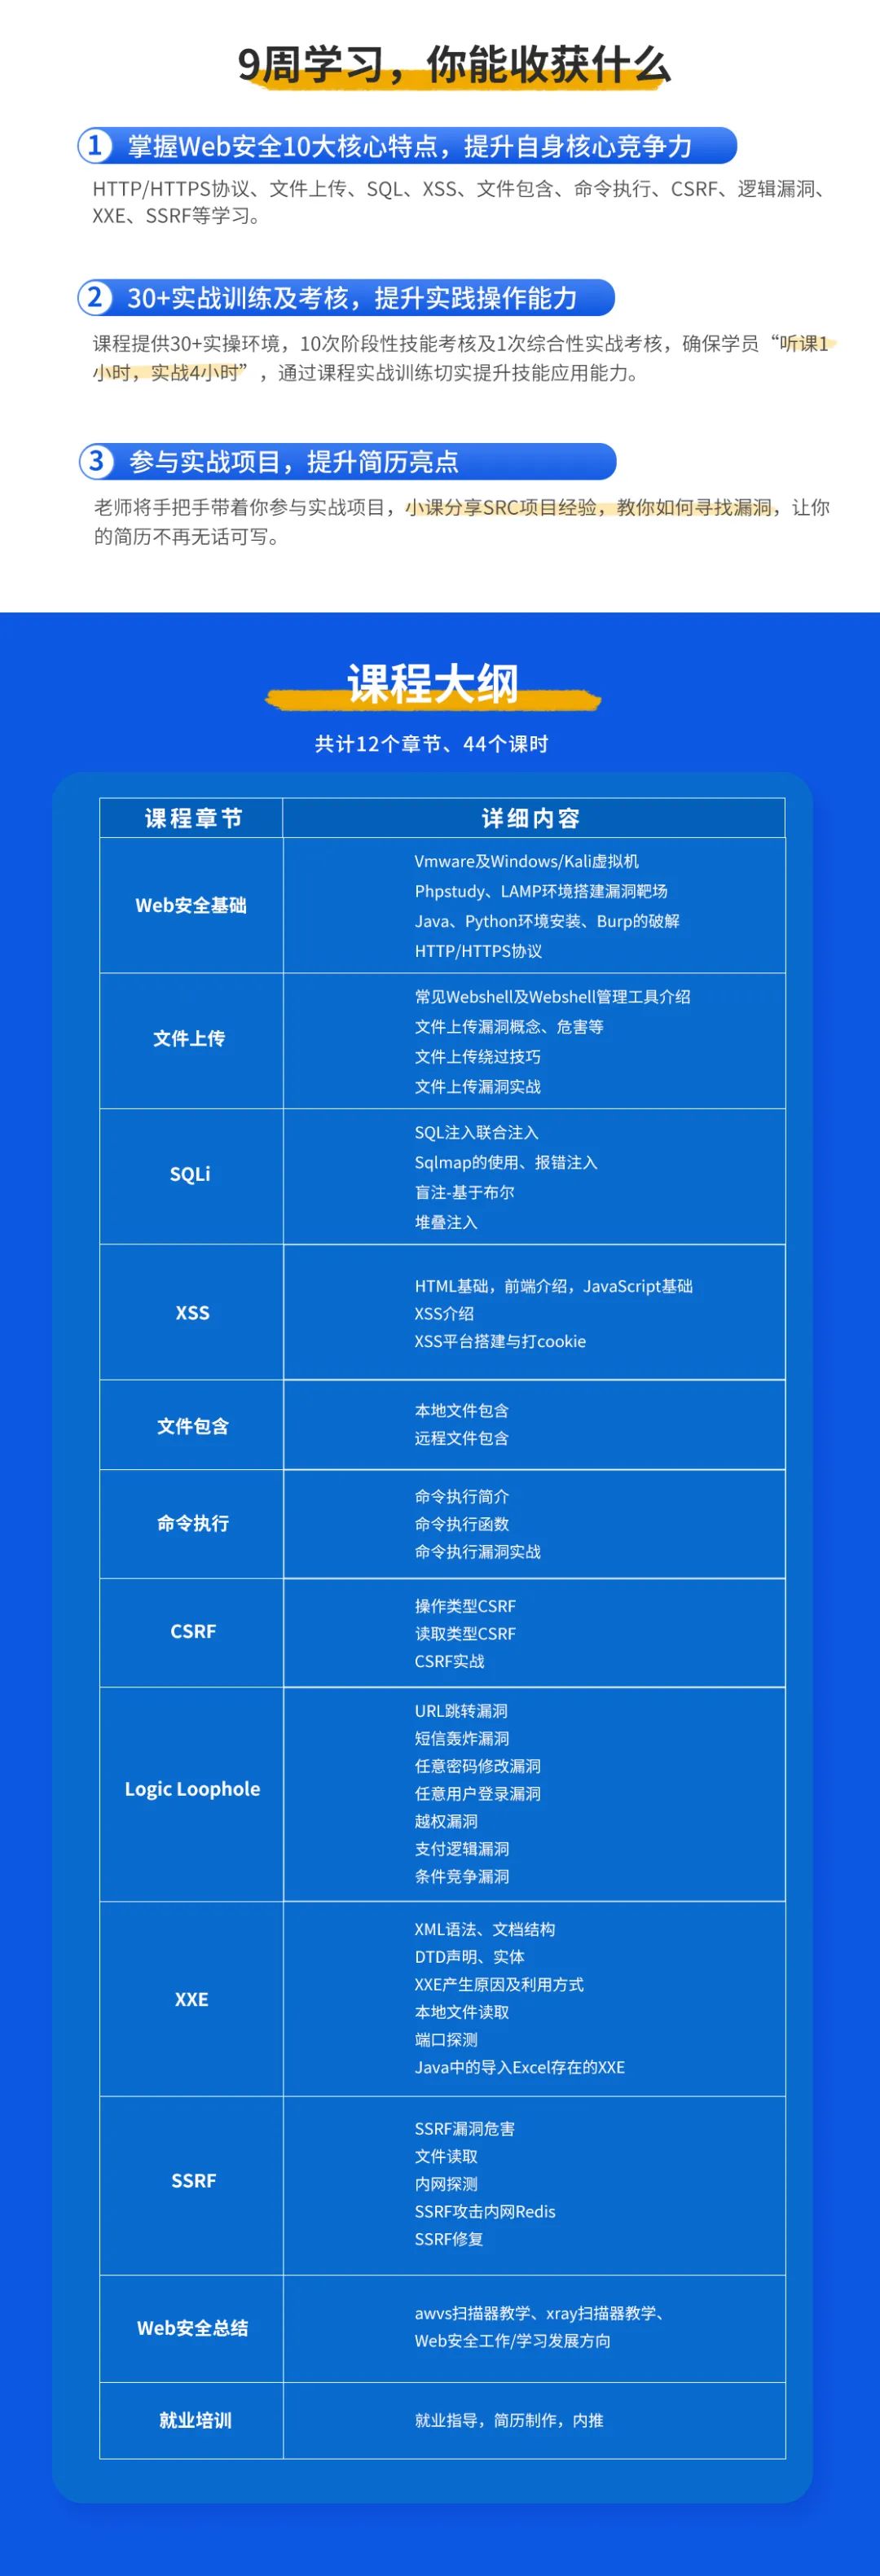 9周学习，你能收获什么
1 掌握Web安全10大核心特点，提升自身核心竞争力
HTTP/HTTPS协议、文件上传、SQL、XSS、文件包含、命令执行、CSRF、逻辑漏洞、
XXE、SSRF等学习。
2 30+实战训练及考核，提升实践操作能力
课程提供30+实操环境，10次阶段性技能考核及1次综合性实战考核，确保学员“听课1
小时，实战4小时”，通过课程实战训练切实提升技能应用能力。
3 参与实战项目，提升简历亮点
老师将手把手带着你参与实战项目，小课分享SRC项目经验，教你如何寻找漏洞，让你
的简历不再无话可写。
课程大纲
共计12个章节、44个课时
课程章节 详细内容
Web安全基础
Vmware及Windows/Kali虚拟机
Phpstudy、LAMP环境搭建漏洞靶场
Java、Python环境安装、Burp的破解
HTTP/HTTPS协议
文件上传
常见Webshell及Webshell管理工具介绍
文件上传漏洞概念、危害等
文件上传绕过技巧
文件上传漏洞实战
SQLi
SQL注入联合注入
Sqlmap的使用、报错注入
盲注-基于布尔
堆叠注入
XSS
HTML基础，前端介绍，JavaScript基础
XSS介绍
XSS平台搭建与打cookie
文件包含
本地文件包含
远程文件包含
命令执行
命令执行简介
命令执行函数
命令执行漏洞实战
CSRF
操作类型CSRF
读取类型CSRF
CSRF实战
Logic Loophole
URL跳转漏洞
短信轰炸漏洞
任意密码修改漏洞
任意用户登录漏洞
越权漏洞
支付逻辑漏洞
条件竞争漏洞
XXE
XML语法、文档结构
DTD声明、实体
XXE产生原因及利用方式
本地文件读取
端口探测
Java中的导入Excel存在的XXE
SSRF
SSRF漏洞危害
文件读取
内网探测
SSRF攻击内网Redis
SSRF修复
Web安全总结
awvs扫描器教学、xray扫描器教学、
Web安全工作/学习发展方向
就业培训
就业指导，简历制作，内推